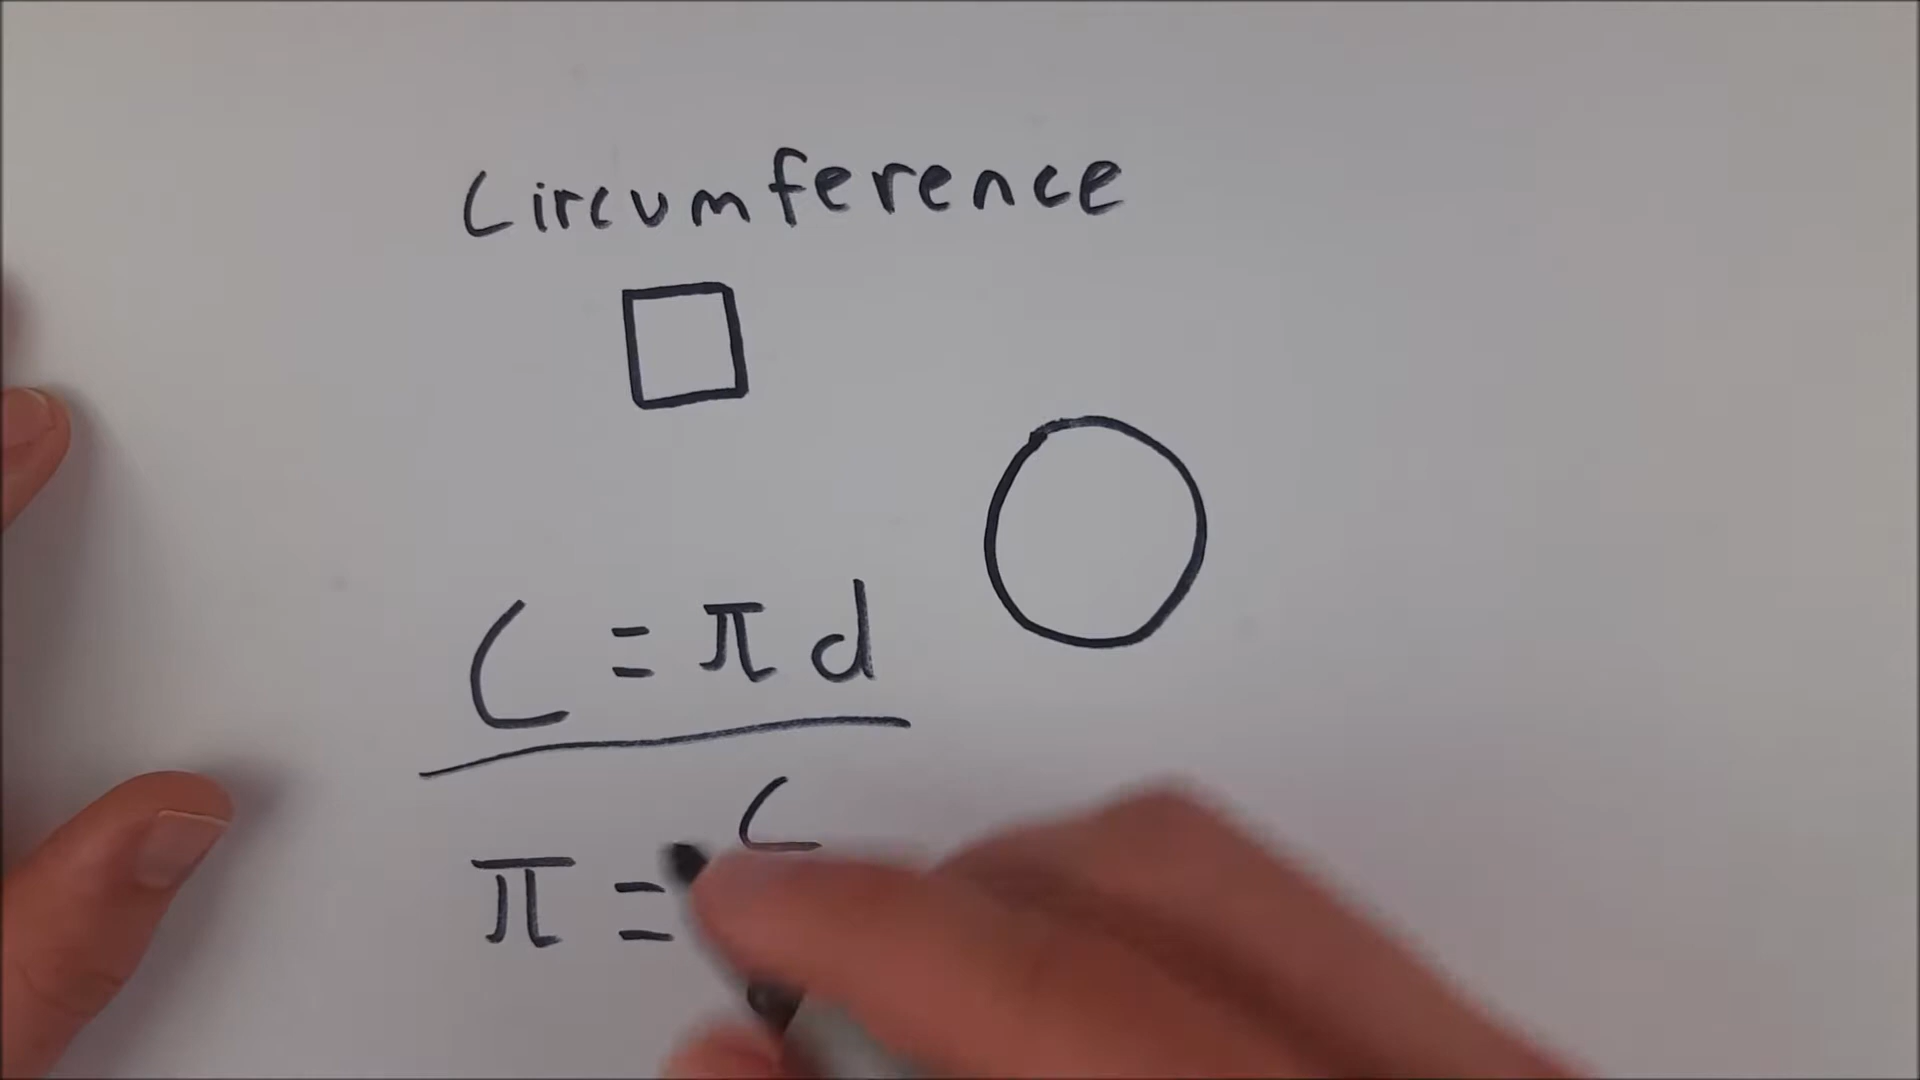 Circumference
C = π d
π = C